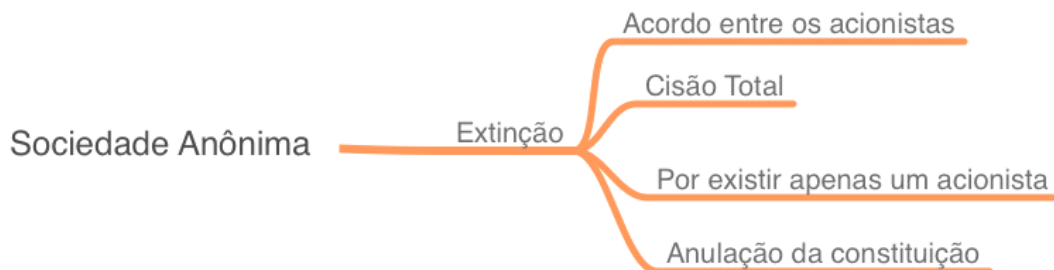 Sociedade Anônima
Extinção
Acordo entre os acionistas
Cisão Total
Por existir apenas um acionista
Anulação da constituição